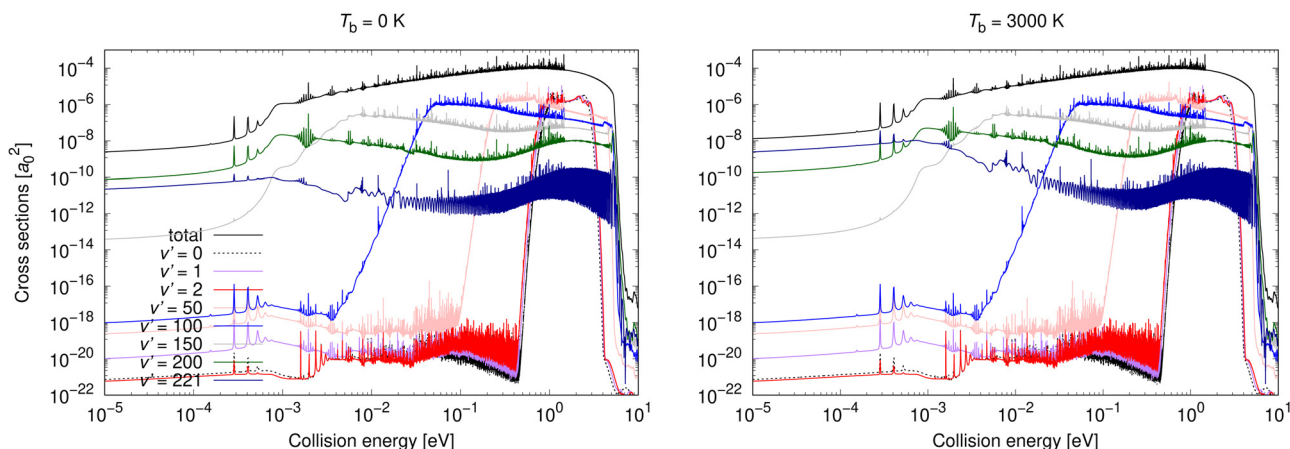 T_b = 0 K
Cross sections [a_0^2]
10^-4
10^-6
10^-8
10^-10
10^-12
10^-14
10^-16
10^-18
10^-20
10^-22
total
v' = 0
v' = 1
v' = 2
v' = 50
v' = 100
v' = 150
v' = 200
v' = 221
10^-5 10^-4 10^-3 10^-2 10^-1 10^0 10^1
Collision energy [eV]
T_b = 3000 K
10^-4
10^-6
10^-8
10^-10
10^-12
10^-14
10^-16
10^-18
10^-20
10^-22
10^-5 10^-4 10^-3 10^-2 10^-1 10^0 10^1
Collision energy [eV]